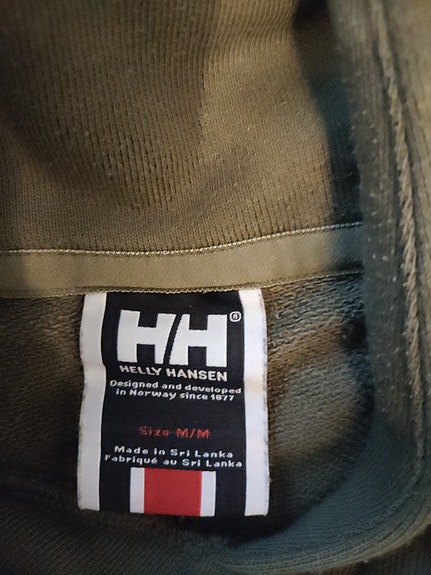 HH®
HELLY HANSEN
Designed and developed
in Norway since 1877
Size M/M
Made in Sri Lanka
Fabriqué au Sri Lanka